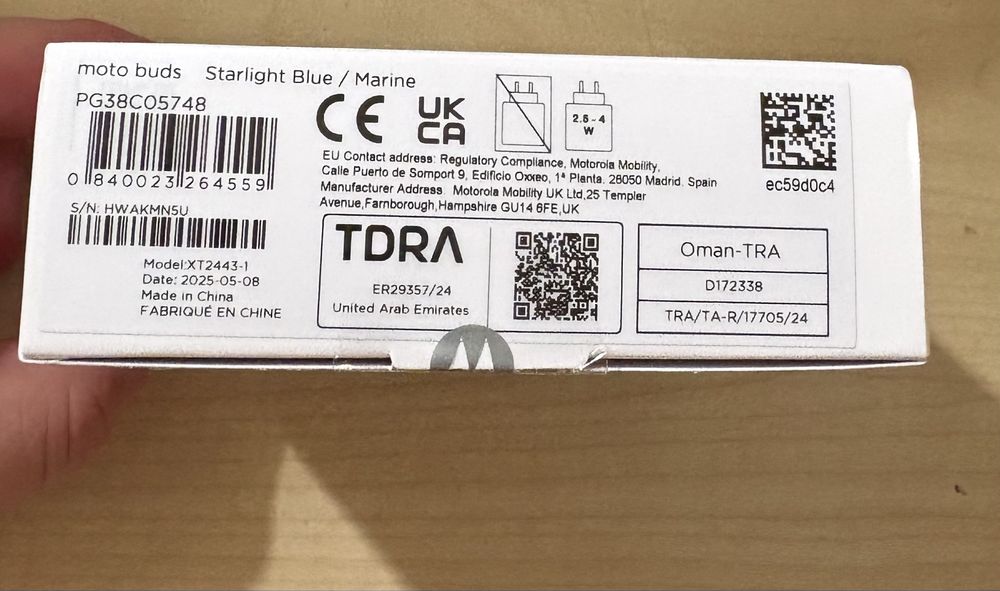 moto buds Starlight Blue / Marine
PG38C05748
0 840023 264559
S/N: HWAKMN5U
Model:XT2443-1
Date: 2025-05-08
Made in China
FABRIQUÉ EN CHINE
CE
UK
CA
2.5 - 4
W
EU Contact address: Regulatory Compliance, Motorola Mobility,
Calle Puerto de Somport 9, Edificio Oxxeo, 1ª Planta. 28050 Madrid. Spain
Manufacturer Address. Motorola Mobility UK Ltd,25 Templer
Avenue,Farnborough,Hampshire GU14 6FE,UK
TDRA
ER29357/24
United Arab Emirates
Oman-TRA
D172338
TRA/TA-R/17705/24
ec59d0c4